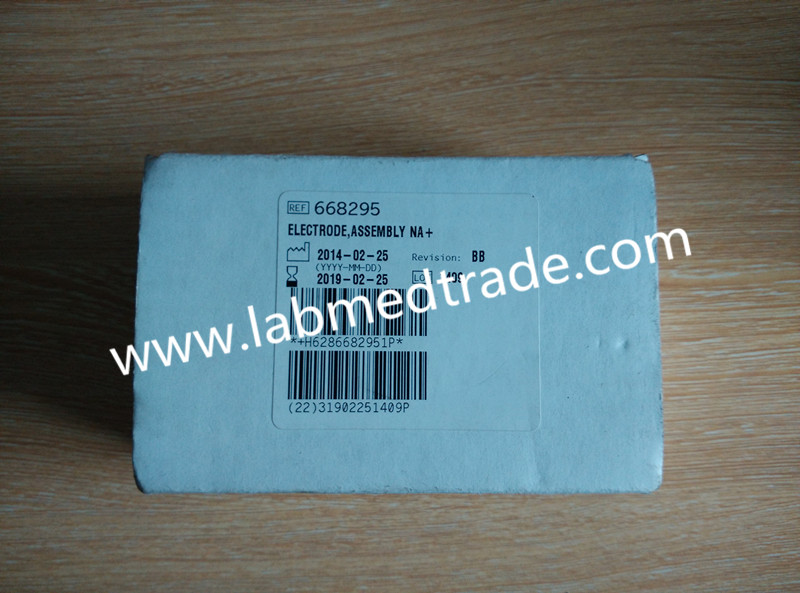 REF 668295
ELECTRODE,ASSEMBLY NA+
2014-02-25 Revision: BB
(YYYY-MM-DD)
2019-02-25
www.labmedtrade.com
*+H6286682951P*
(22)31902251409P